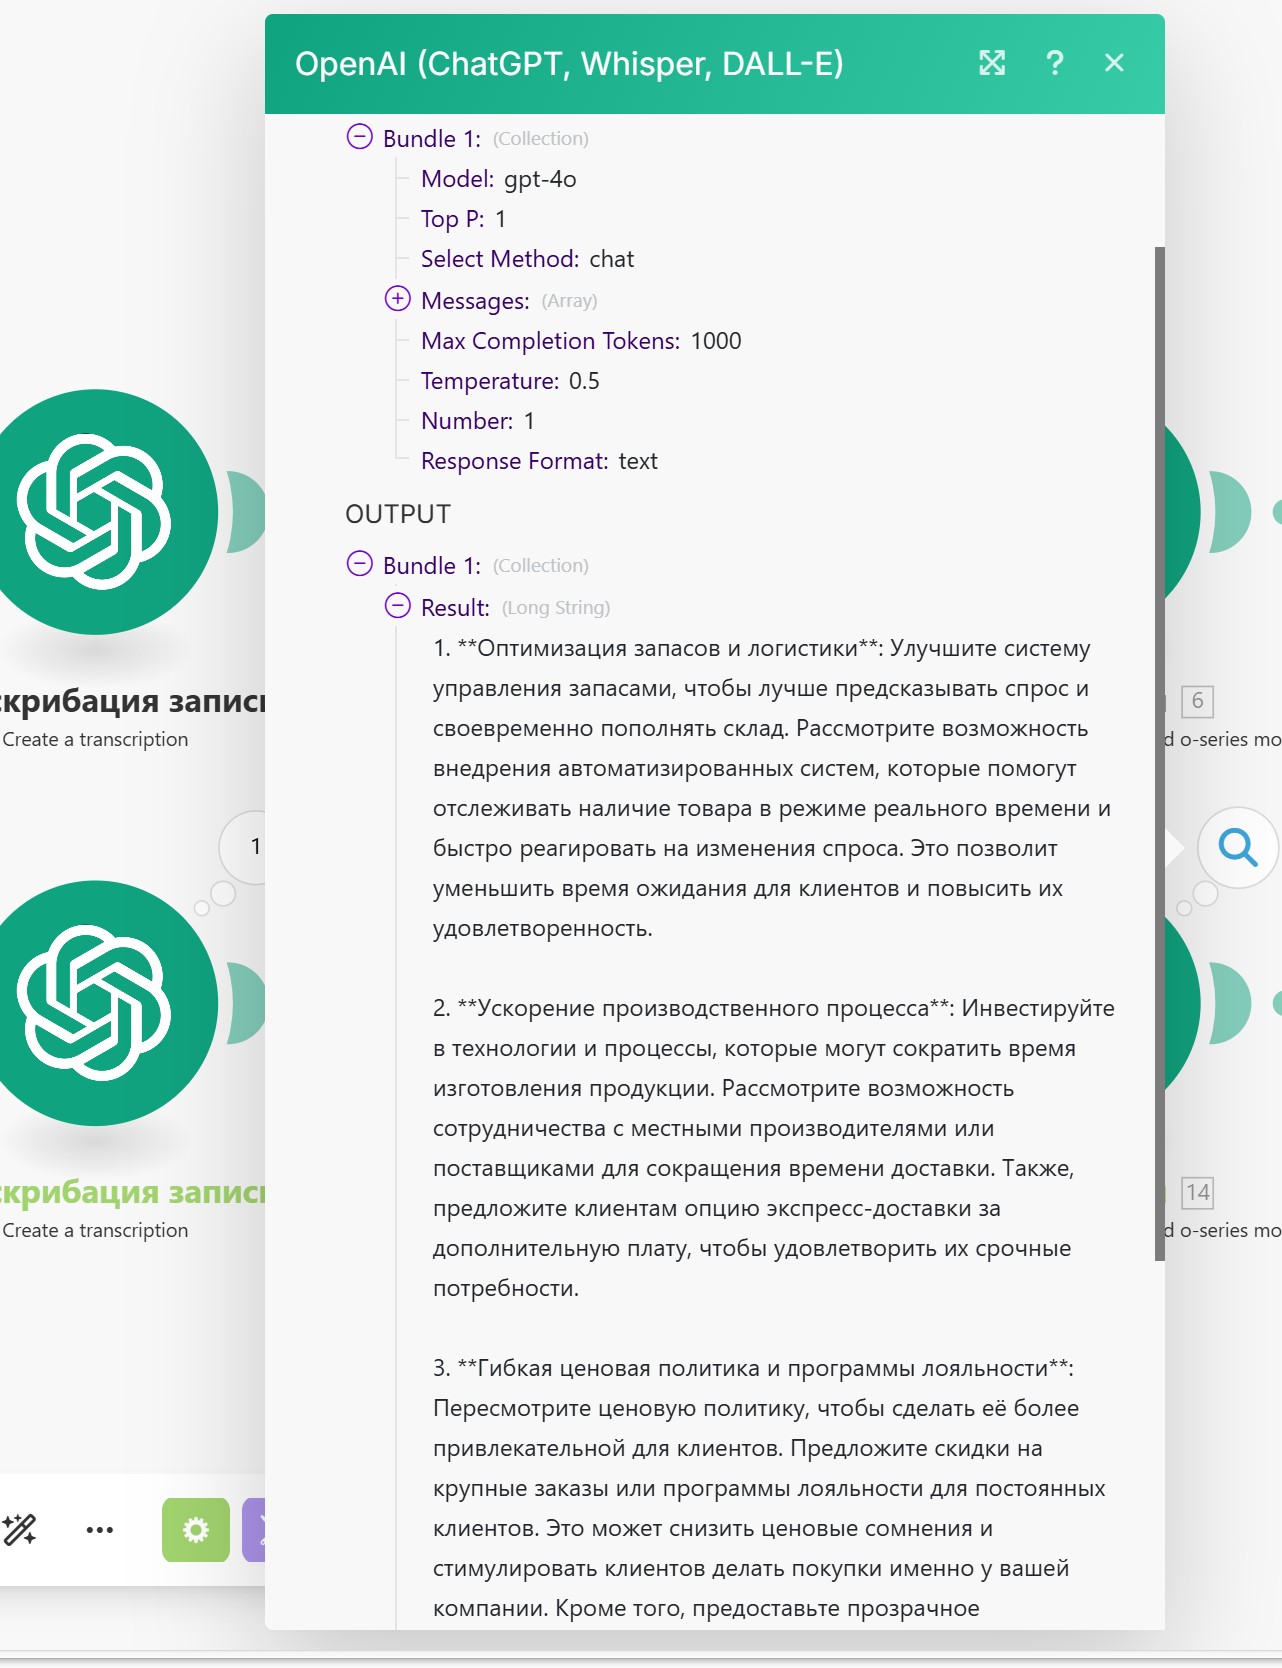 OpenAI (ChatGPT, Whisper, DALL-E)
Bundle 1: (Collection)
Model: gpt-4o
Top P: 1
Select Method: chat
Messages: (Array)
Max Completion Tokens: 1000
Temperature: 0.5
Number: 1
Response Format: text
OUTPUT
Bundle 1: (Collection)
Result: (Long String)
1. **Оптимизация запасов и логистики**: Улучшите систему
управления запасами, чтобы лучше предсказывать спрос и
своевременно пополнять склад. Рассмотрите возможность
внедрения автоматизированных систем, которые помогут
отслеживать наличие товара в режиме реального времени и
быстро реагировать на изменения спроса. Это позволит
уменьшить время ожидания для клиентов и повысить их
удовлетворенность.
2. **Ускорение производственного процесса**: Инвестируйте
в технологии и процессы, которые могут сократить время
изготовления продукции. Рассмотрите возможность
сотрудничества с местными производителями или
поставщиками для сокращения времени доставки. Также,
предложите клиентам опцию экспресс-доставки за
дополнительную плату, чтобы удовлетворить их срочные
потребности.
3. **Гибкая ценовая политика и программы лояльности**:
Пересмотрите ценовую политику, чтобы сделать её более
привлекательной для клиентов. Предложите скидки на
крупные заказы или программы лояльности для постоянных
клиентов. Это может снизить ценовые сомнения и
стимулировать клиентов делать покупки именно у вашей
компании. Кроме того, предоставьте прозрачное
скрибация запис
Create a transcription
1
скрибация запис
Create a transcription
6
d o-series mo
14
d o-series mo